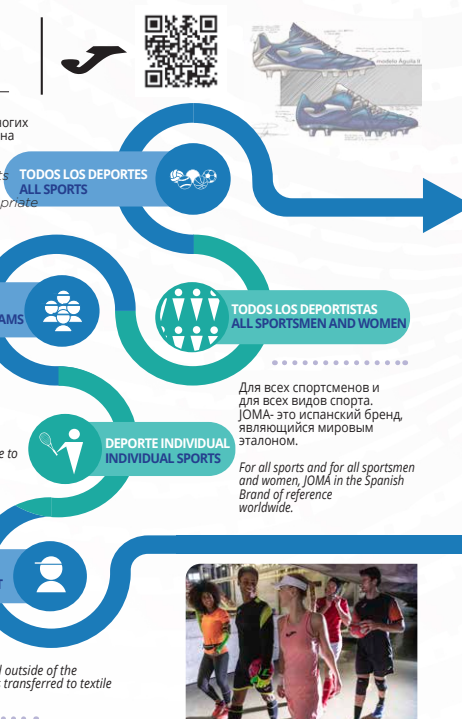 modelo Águila II
ногих
на
TODOS LOS DEPORTES
ALL SPORTS
priate
TODOS LOS DEPORTISTAS
ALL SPORTSMEN AND WOMEN
AMS
Для всех спортсменов и
для всех видов спорта.
JOMA- это испанский бренд,
являющийся мировым
эталоном.
DEPORTE INDIVIDUAL
INDIVIDUAL SPORTS
e to
For all sports and for all sportsmen
and women, JOMA in the Spanish
Brand of reference
worldwide.
T
d outside of the
s transferred to textile